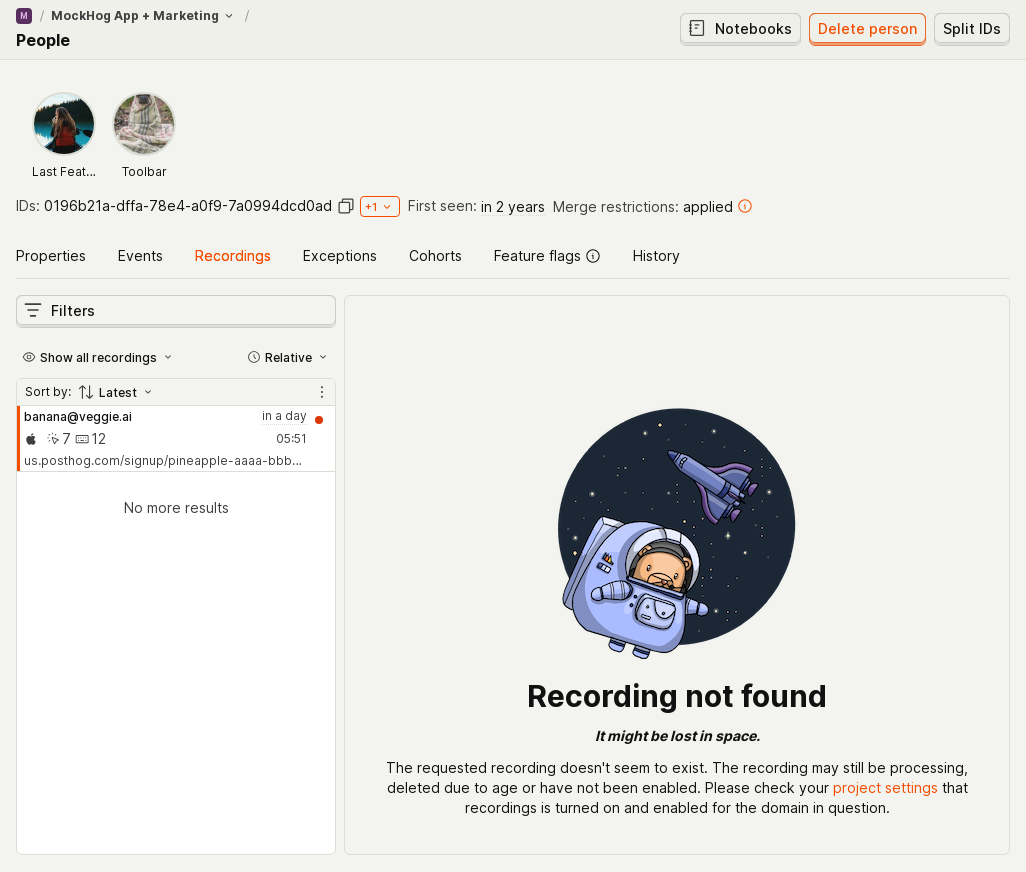 M / MockHog App + Marketing /
People
Notebooks
Delete person
Split IDs
Last Feat...
Toolbar
IDs: 0196b21a-dffa-78e4-a0f9-7a0994dcd0ad +1 First seen: in 2 years Merge restrictions: applied
Properties Events Recordings Exceptions Cohorts Feature flags History
Filters
Show all recordings Relative
Sort by: Latest
banana@veggie.ai in a day
7 12 05:51
us.posthog.com/signup/pineapple-aaaa-bbb...
No more results
Recording not found
It might be lost in space.
The requested recording doesn't seem to exist. The recording may still be processing,
deleted due to age or have not been enabled. Please check your project settings that
recordings is turned on and enabled for the domain in question.